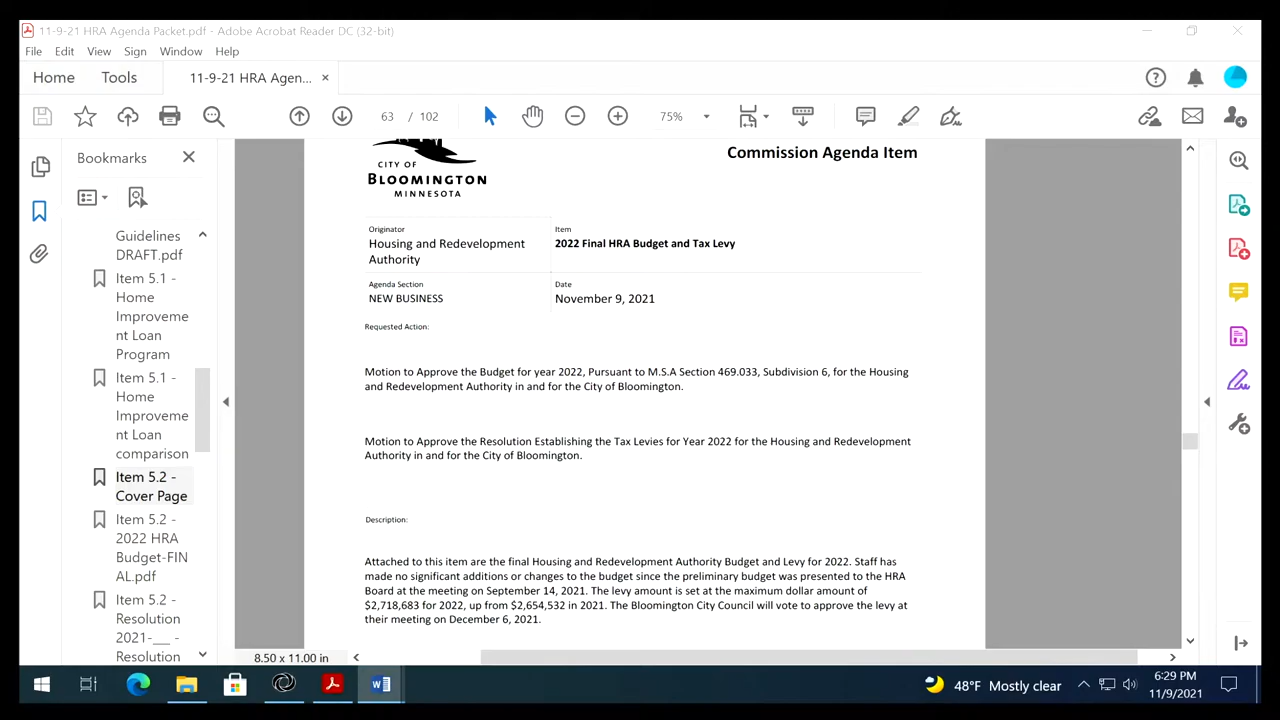 11-9-21 HRA Agenda Packet.pdf - Adobe Acrobat Reader DC (32-bit)
File Edit View Sign Window Help
Home Tools 11-9-21 HRA Agen... ×
63 / 102 75%
Bookmarks
Guidelines
DRAFT.pdf
Item 5.1 -
Home
Improveme
nt Loan
Program
Item 5.1 -
Home
Improveme
nt Loan
comparison
Item 5.2 -
Cover Page
Item 5.2 -
2022 HRA
Budget-FIN
AL.pdf
Item 5.2 -
Resolution
2021-___ -
Resolution
CITY OF
BLOOMINGTON
MINNESOTA
Commission Agenda Item
Originator
Housing and Redevelopment
Authority
Item
2022 Final HRA Budget and Tax Levy
Agenda Section
NEW BUSINESS
Date
November 9, 2021
Requested Action:
Motion to Approve the Budget for year 2022, Pursuant to M.S.A Section 469.033, Subdivision 6, for the Housing
and Redevelopment Authority in and for the City of Bloomington.
Motion to Approve the Resolution Establishing the Tax Levies for Year 2022 for the Housing and Redevelopment
Authority in and for the City of Bloomington.
Description:
Attached to this item are the final Housing and Redevelopment Authority Budget and Levy for 2022. Staff has
made no significant additions or changes to the budget since the preliminary budget was presented to the HRA
Board at the meeting on September 14, 2021. The levy amount is set at the maximum dollar amount of
$2,718,683 for 2022, up from $2,654,532 in 2021. The Bloomington City Council will vote to approve the levy at
their meeting on December 6, 2021.
8.50 x 11.00 in
48°F Mostly clear
6:29 PM
11/9/2021